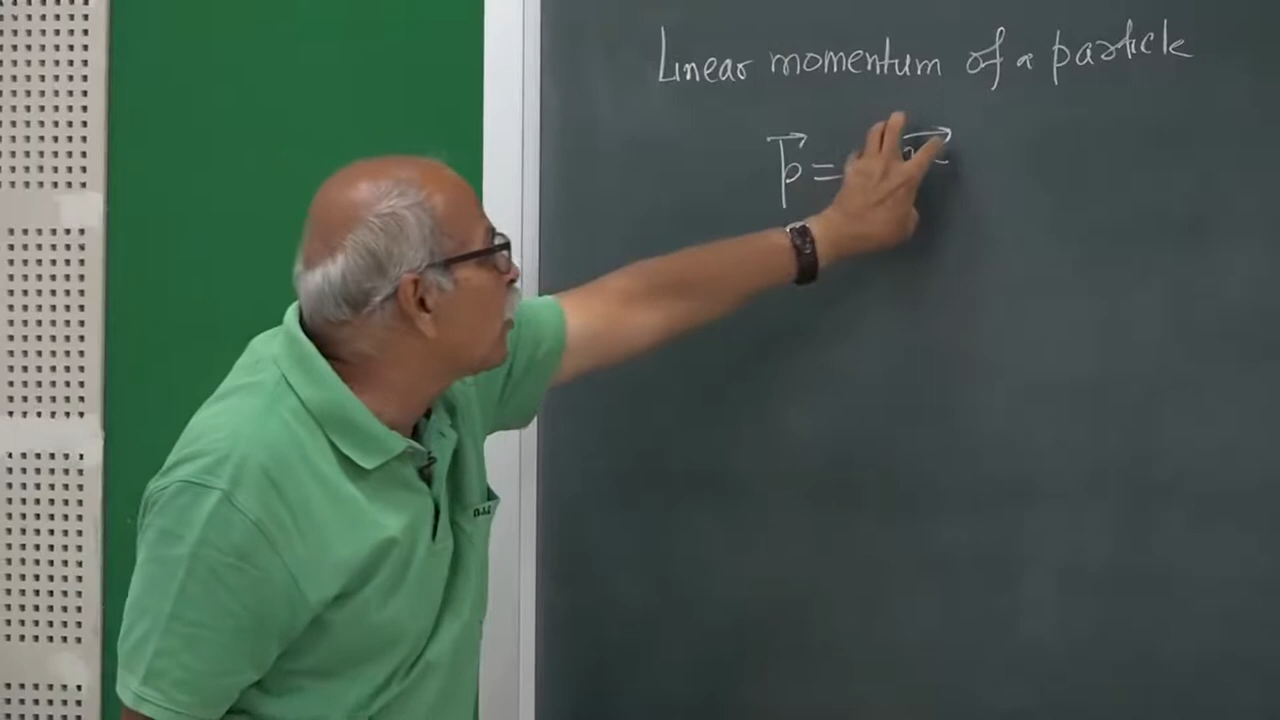 Linear momentum of a particle
p⃗ =